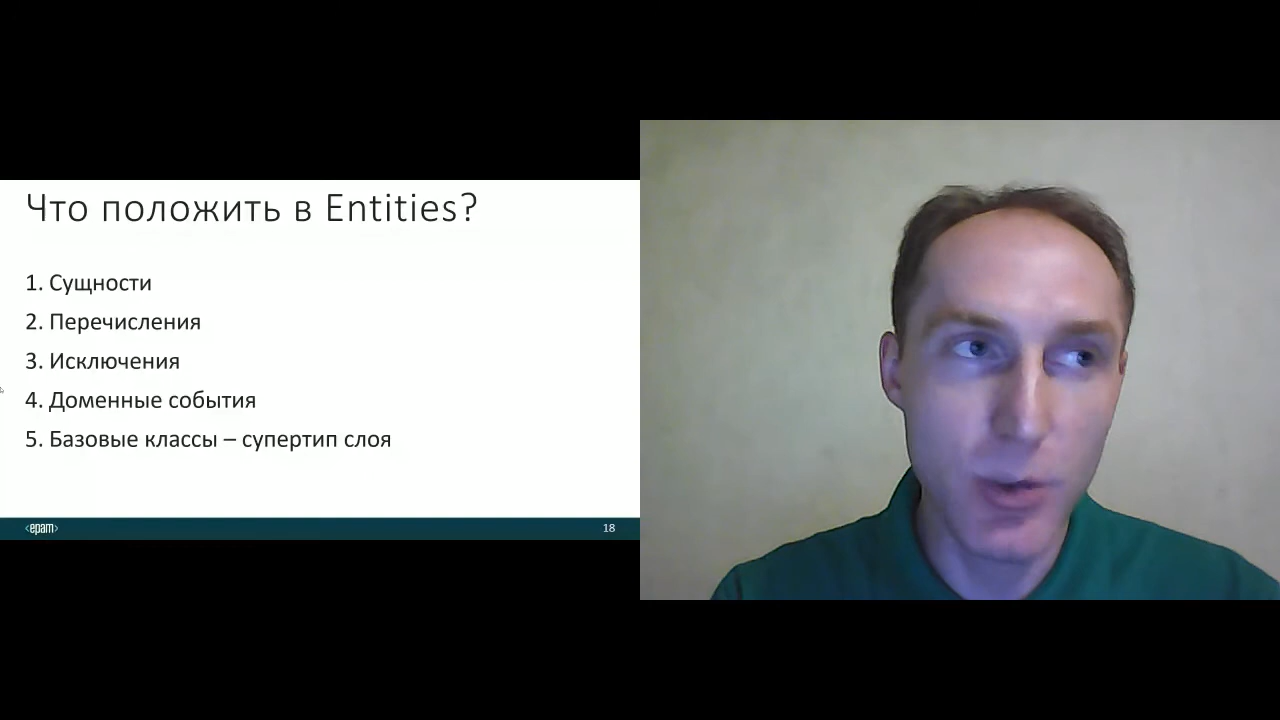 Что положить в Entities?
1. Сущности
2. Перечисления
3. Исключения
4. Доменные события
5. Базовые классы – супертип слоя
<epam>
18